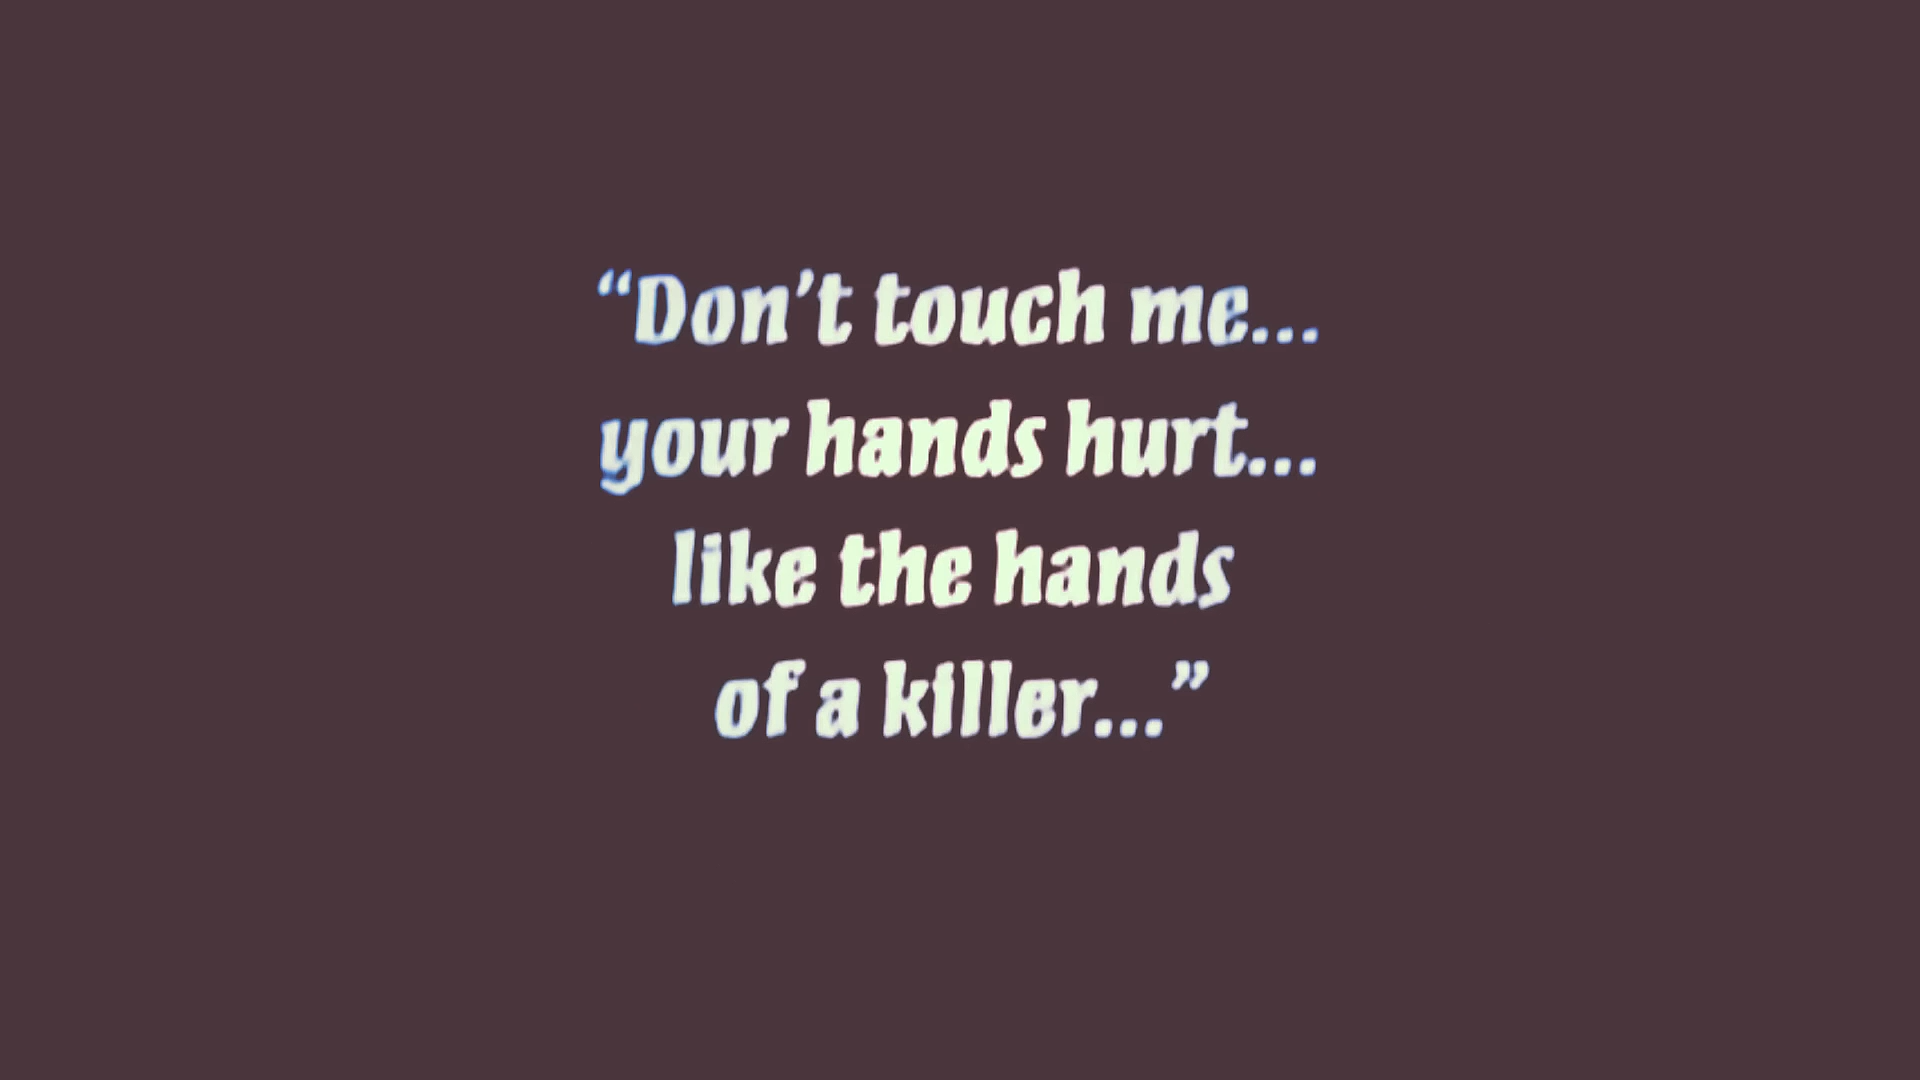 “Don’t touch me...
your hands hurt...
like the hands
of a killer...”